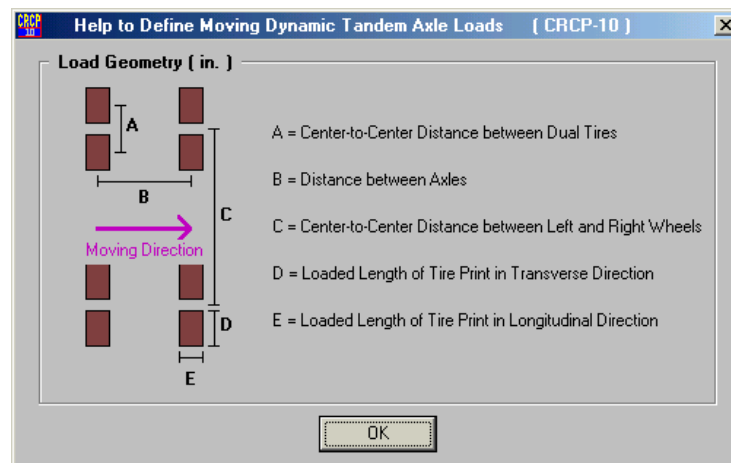 CRCP 10 Help to Define Moving Dynamic Tandem Axle Loads ( CRCP-10 )
Load Geometry ( in. )
A
B
C
Moving Direction
D
E
A = Center-to-Center Distance between Dual Tires
B = Distance between Axles
C = Center-to-Center Distance between Left and Right Wheels
D = Loaded Length of Tire Print in Transverse Direction
E = Loaded Length of Tire Print in Longitudinal Direction
OK